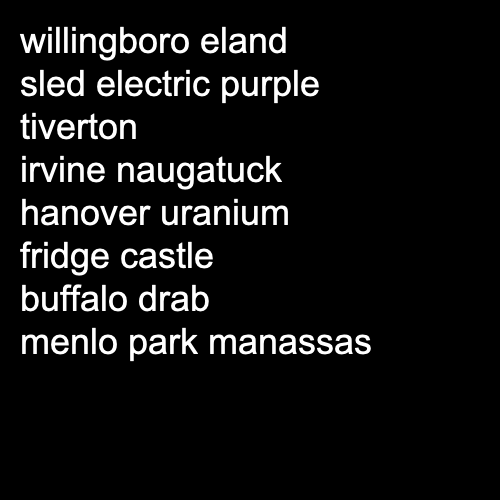 willingboro eland
sled electric purple
tiverton
irvine naugatuck
hanover uranium
fridge castle
buffalo drab
menlo park manassas